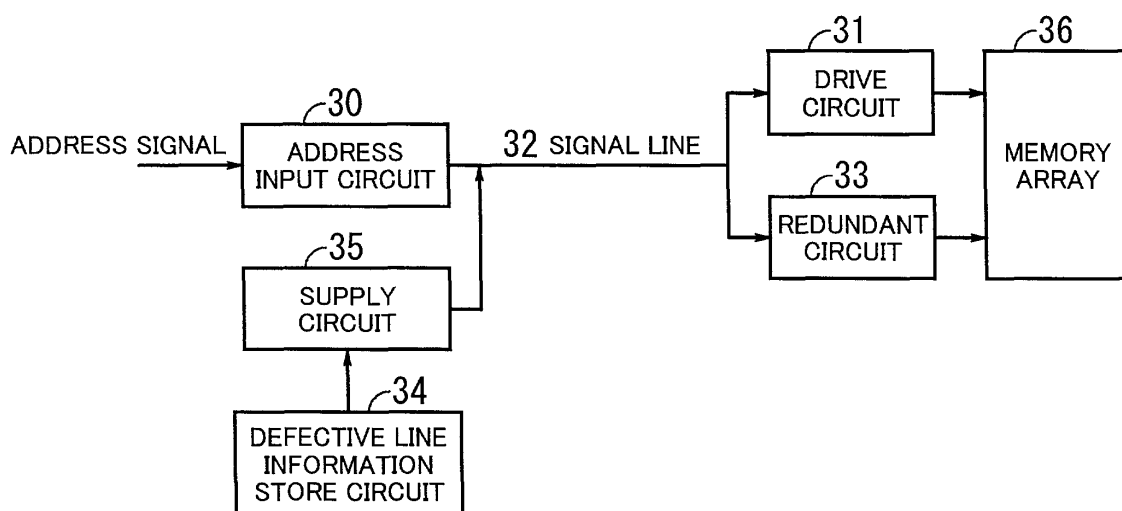 31
DRIVE
CIRCUIT
36
MEMORY
ARRAY
30
ADDRESS SIGNAL
ADDRESS
INPUT CIRCUIT
32 SIGNAL LINE
33
REDUNDANT
CIRCUIT
35
SUPPLY
CIRCUIT
34
DEFECTIVE LINE
INFORMATION
STORE CIRCUIT